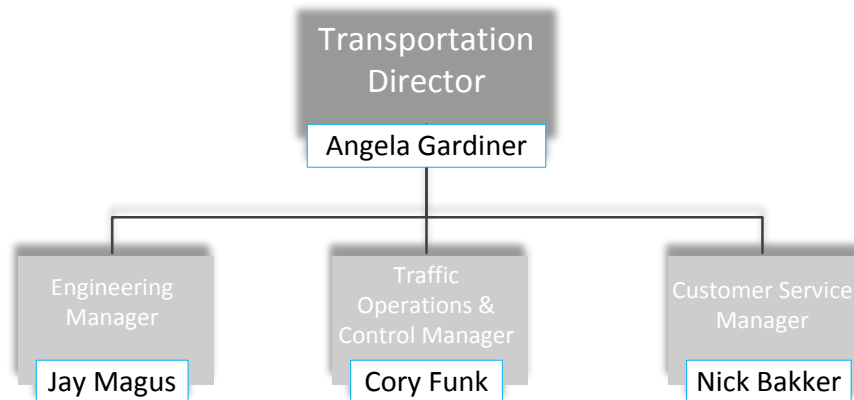 Transportation
Director
Angela Gardiner
Engineering
Manager
Jay Magus
Traffic
Operations &
Control Manager
Cory Funk
Customer Service
Manager
Nick Bakker